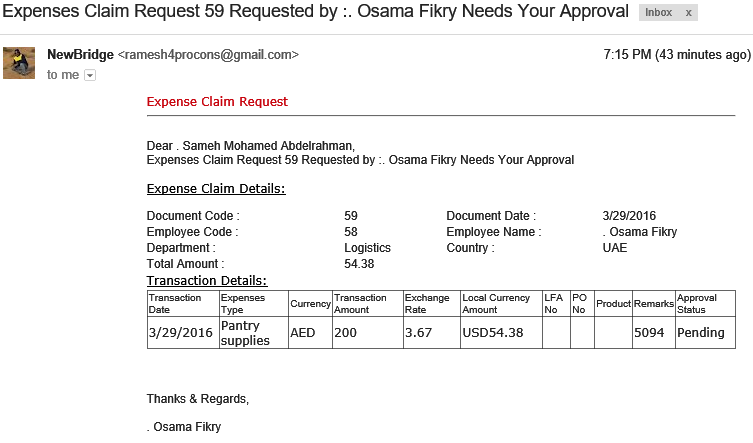 Expenses Claim Request 59 Requested by :. Osama Fikry Needs Your Approval Inbox x
NewBridge <ramesh4procons@gmail.com> 7:15 PM (43 minutes ago)
to me
Expense Claim Request
Dear . Sameh Mohamed Abdelrahman,
Expenses Claim Request 59 Requested by :. Osama Fikry Needs Your Approval
Expense Claim Details:
Document Code : 59 Document Date : 3/29/2016
Employee Code : 58 Employee Name : . Osama Fikry
Department : Logistics Country : UAE
Total Amount : 54.38
Transaction Details:
Transaction Date Expenses Type Currency Transaction Amount Exchange Rate Local Currency Amount LFA No PO No Product Remarks Approval Status
3/29/2016 Pantry supplies AED 200 3.67 USD54.38 5094 Pending
Thanks & Regards,
. Osama Fikry